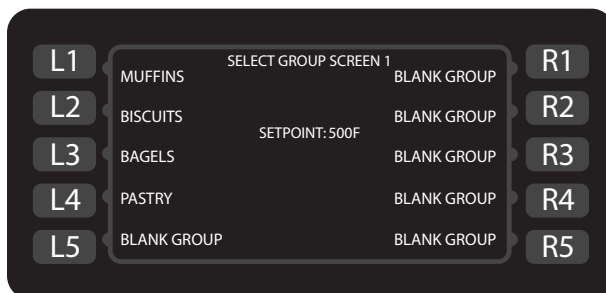 SELECT GROUP SCREEN 1
L1 MUFFINS BLANK GROUP R1
L2 BISCUITS BLANK GROUP R2
SETPOINT: 500F
L3 BAGELS BLANK GROUP R3
L4 PASTRY BLANK GROUP R4
L5 BLANK GROUP BLANK GROUP R5